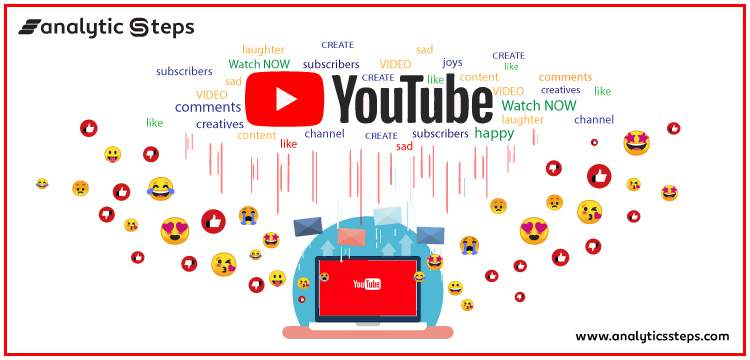 analytic Steps
laughter CREATE sad CREATE
Watch NOW subscribers VIDEO joys like
subscribers sad CREATE like content comments
VIDEO YouTube VIDEO creatives like
comments Watch NOW
like creatives laughter channel
content channel CREATE subscribers happy
like sad
YouTube
www.analyticssteps.com